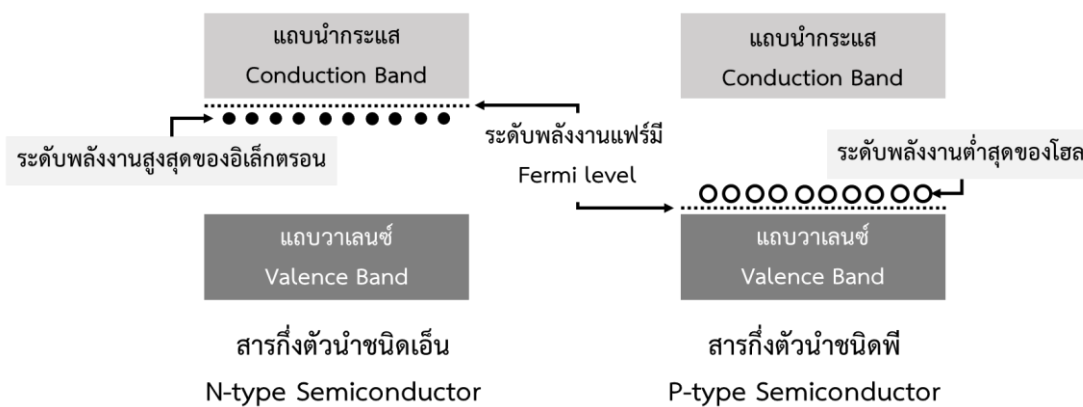 แถบนำกระแส
Conduction Band
ระดับพลังงานสูงสุดของอิเล็กตรอน
แถบวาเลนซ์
Valence Band
สารกึ่งตัวนำชนิดเอ็น
N-type Semiconductor
ระดับพลังงานแฟร์มี
Fermi level
แถบนำกระแส
Conduction Band
ระดับพลังงานต่ำสุดของโฮล
แถบวาเลนซ์
Valence Band
สารกึ่งตัวนำชนิดพี
P-type Semiconductor